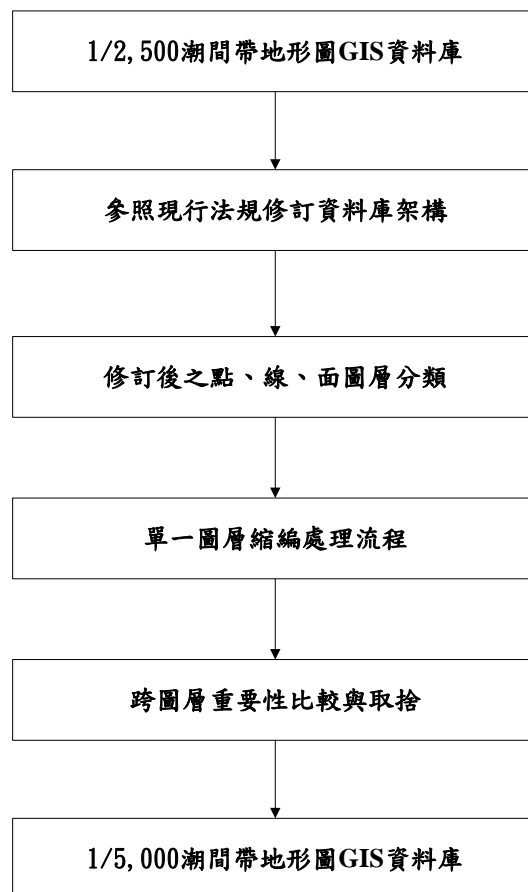 1/2,500潮間帶地形圖GIS資料庫
參照現行法規修訂資料庫架構
修訂後之點、線、面圖層分類
單一圖層縮編處理流程
跨圖層重要性比較與取捨
1/5,000潮間帶地形圖GIS資料庫